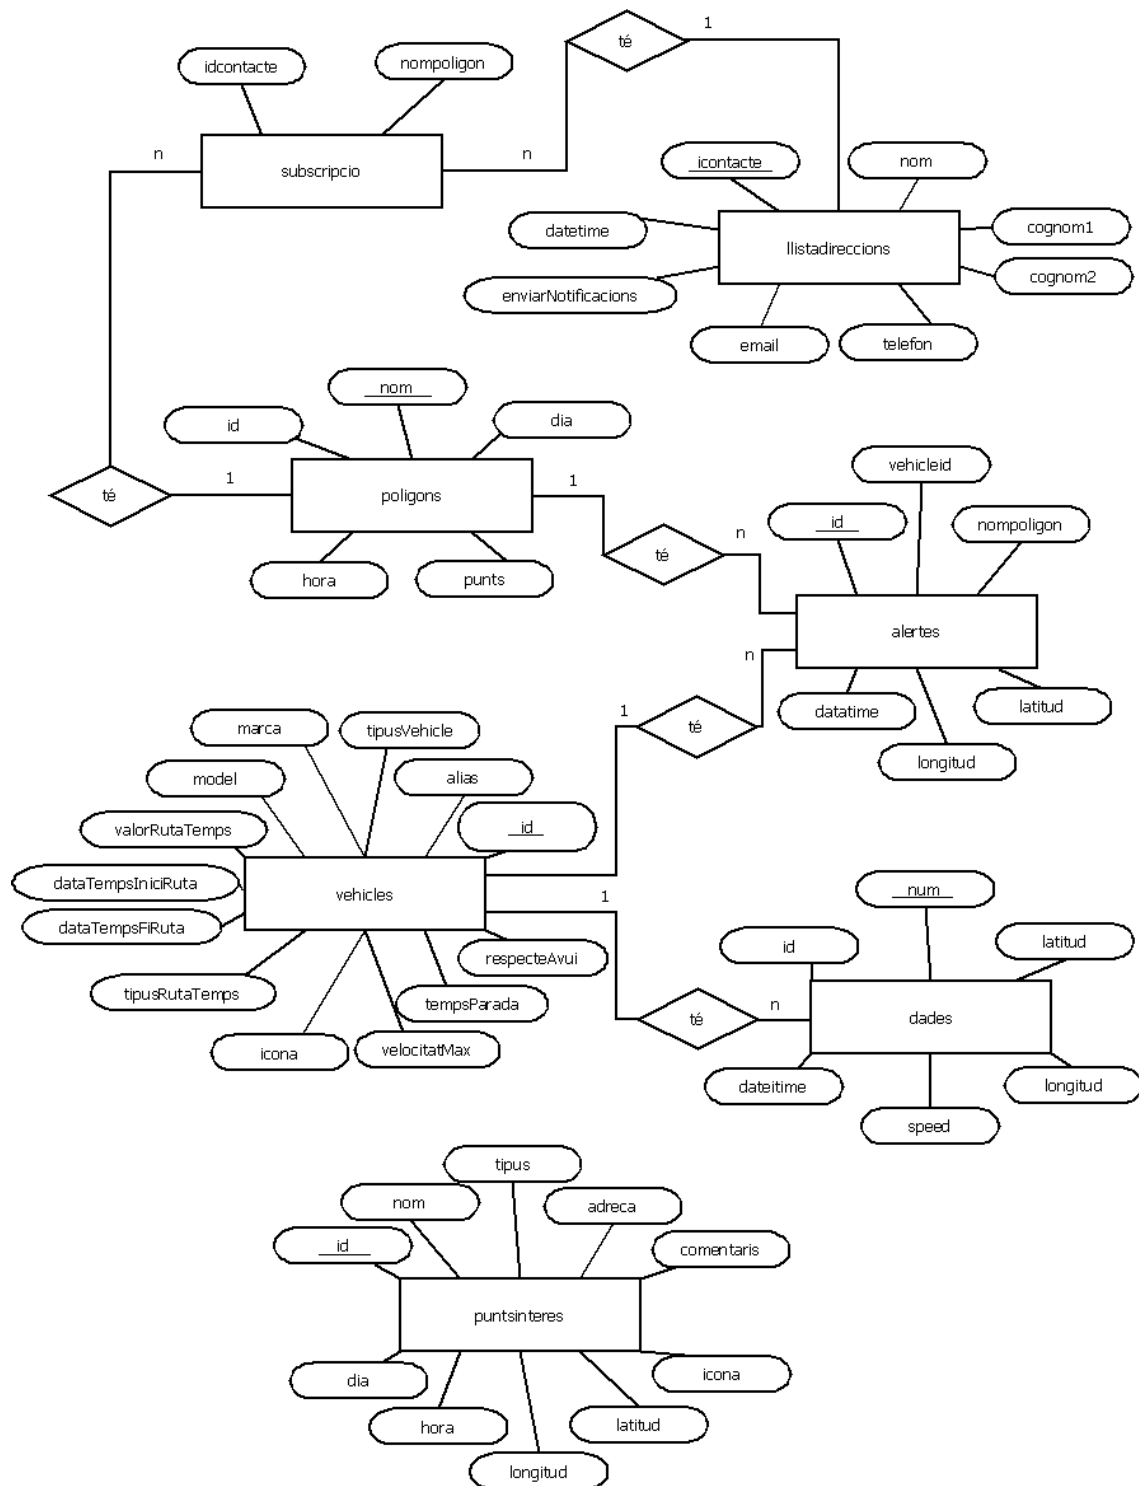 té
1
idcontacte
nompoligon
n
subscripcio
n
icontacte
nom
datetime
llistadireccions
cognom1
cognom2
enviarNotificacions
email
telefon
nom
id
dia
vehicleid
té
1
poligons
1
id
nompoligon
té
n
hora
punts
alertes
n
datatime
latitud
longitud
1
té
marca
tipusVehicle
model
alias
valorRutaTemps
id
dataTempsIniciRuta
vehicles
1
dataTempsFiRuta
respecteAvui
tipusRutaTemps
tempsParada
icona
velocitatMax
num
id
latitud
té
n
dades
dateitime
longitud
speed
tipus
nom
adreca
id
comentaris
puntsinteres
dia
icona
hora
latitud
longitud